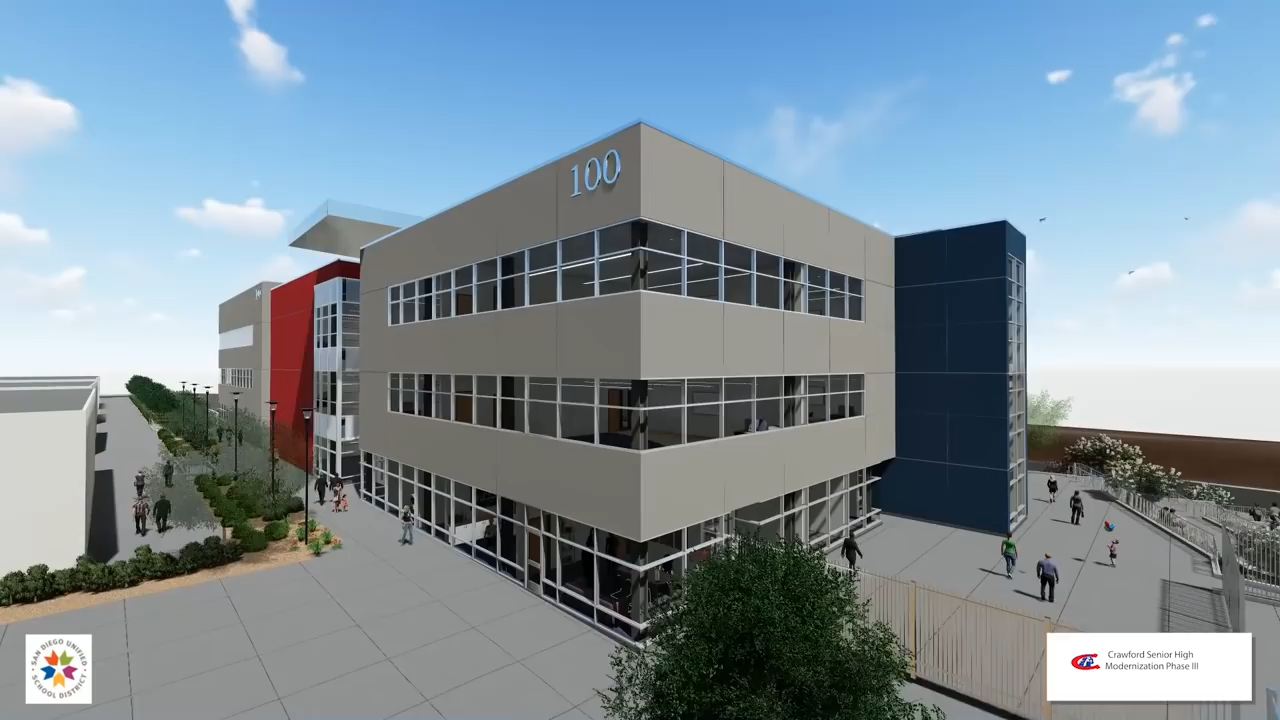 100
SAN DIEGO UNIFIED
SCHOOL DISTRICT
Crawford Senior High
Modernization Phase III